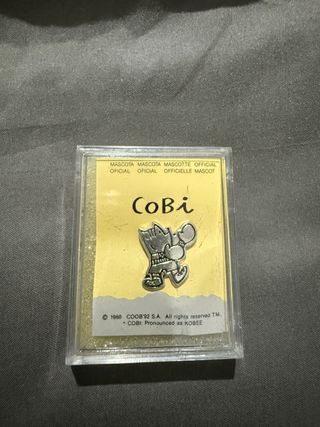 MASCOTA MASCOTA MASCOTTE OFFICIAL
OFICIAL OFICIAL OFFICIELLE MASCOT
COBi
© 1988 COOB'92 S.A. All rights reserved TM.
* COBI: Pronounced as KOBEE